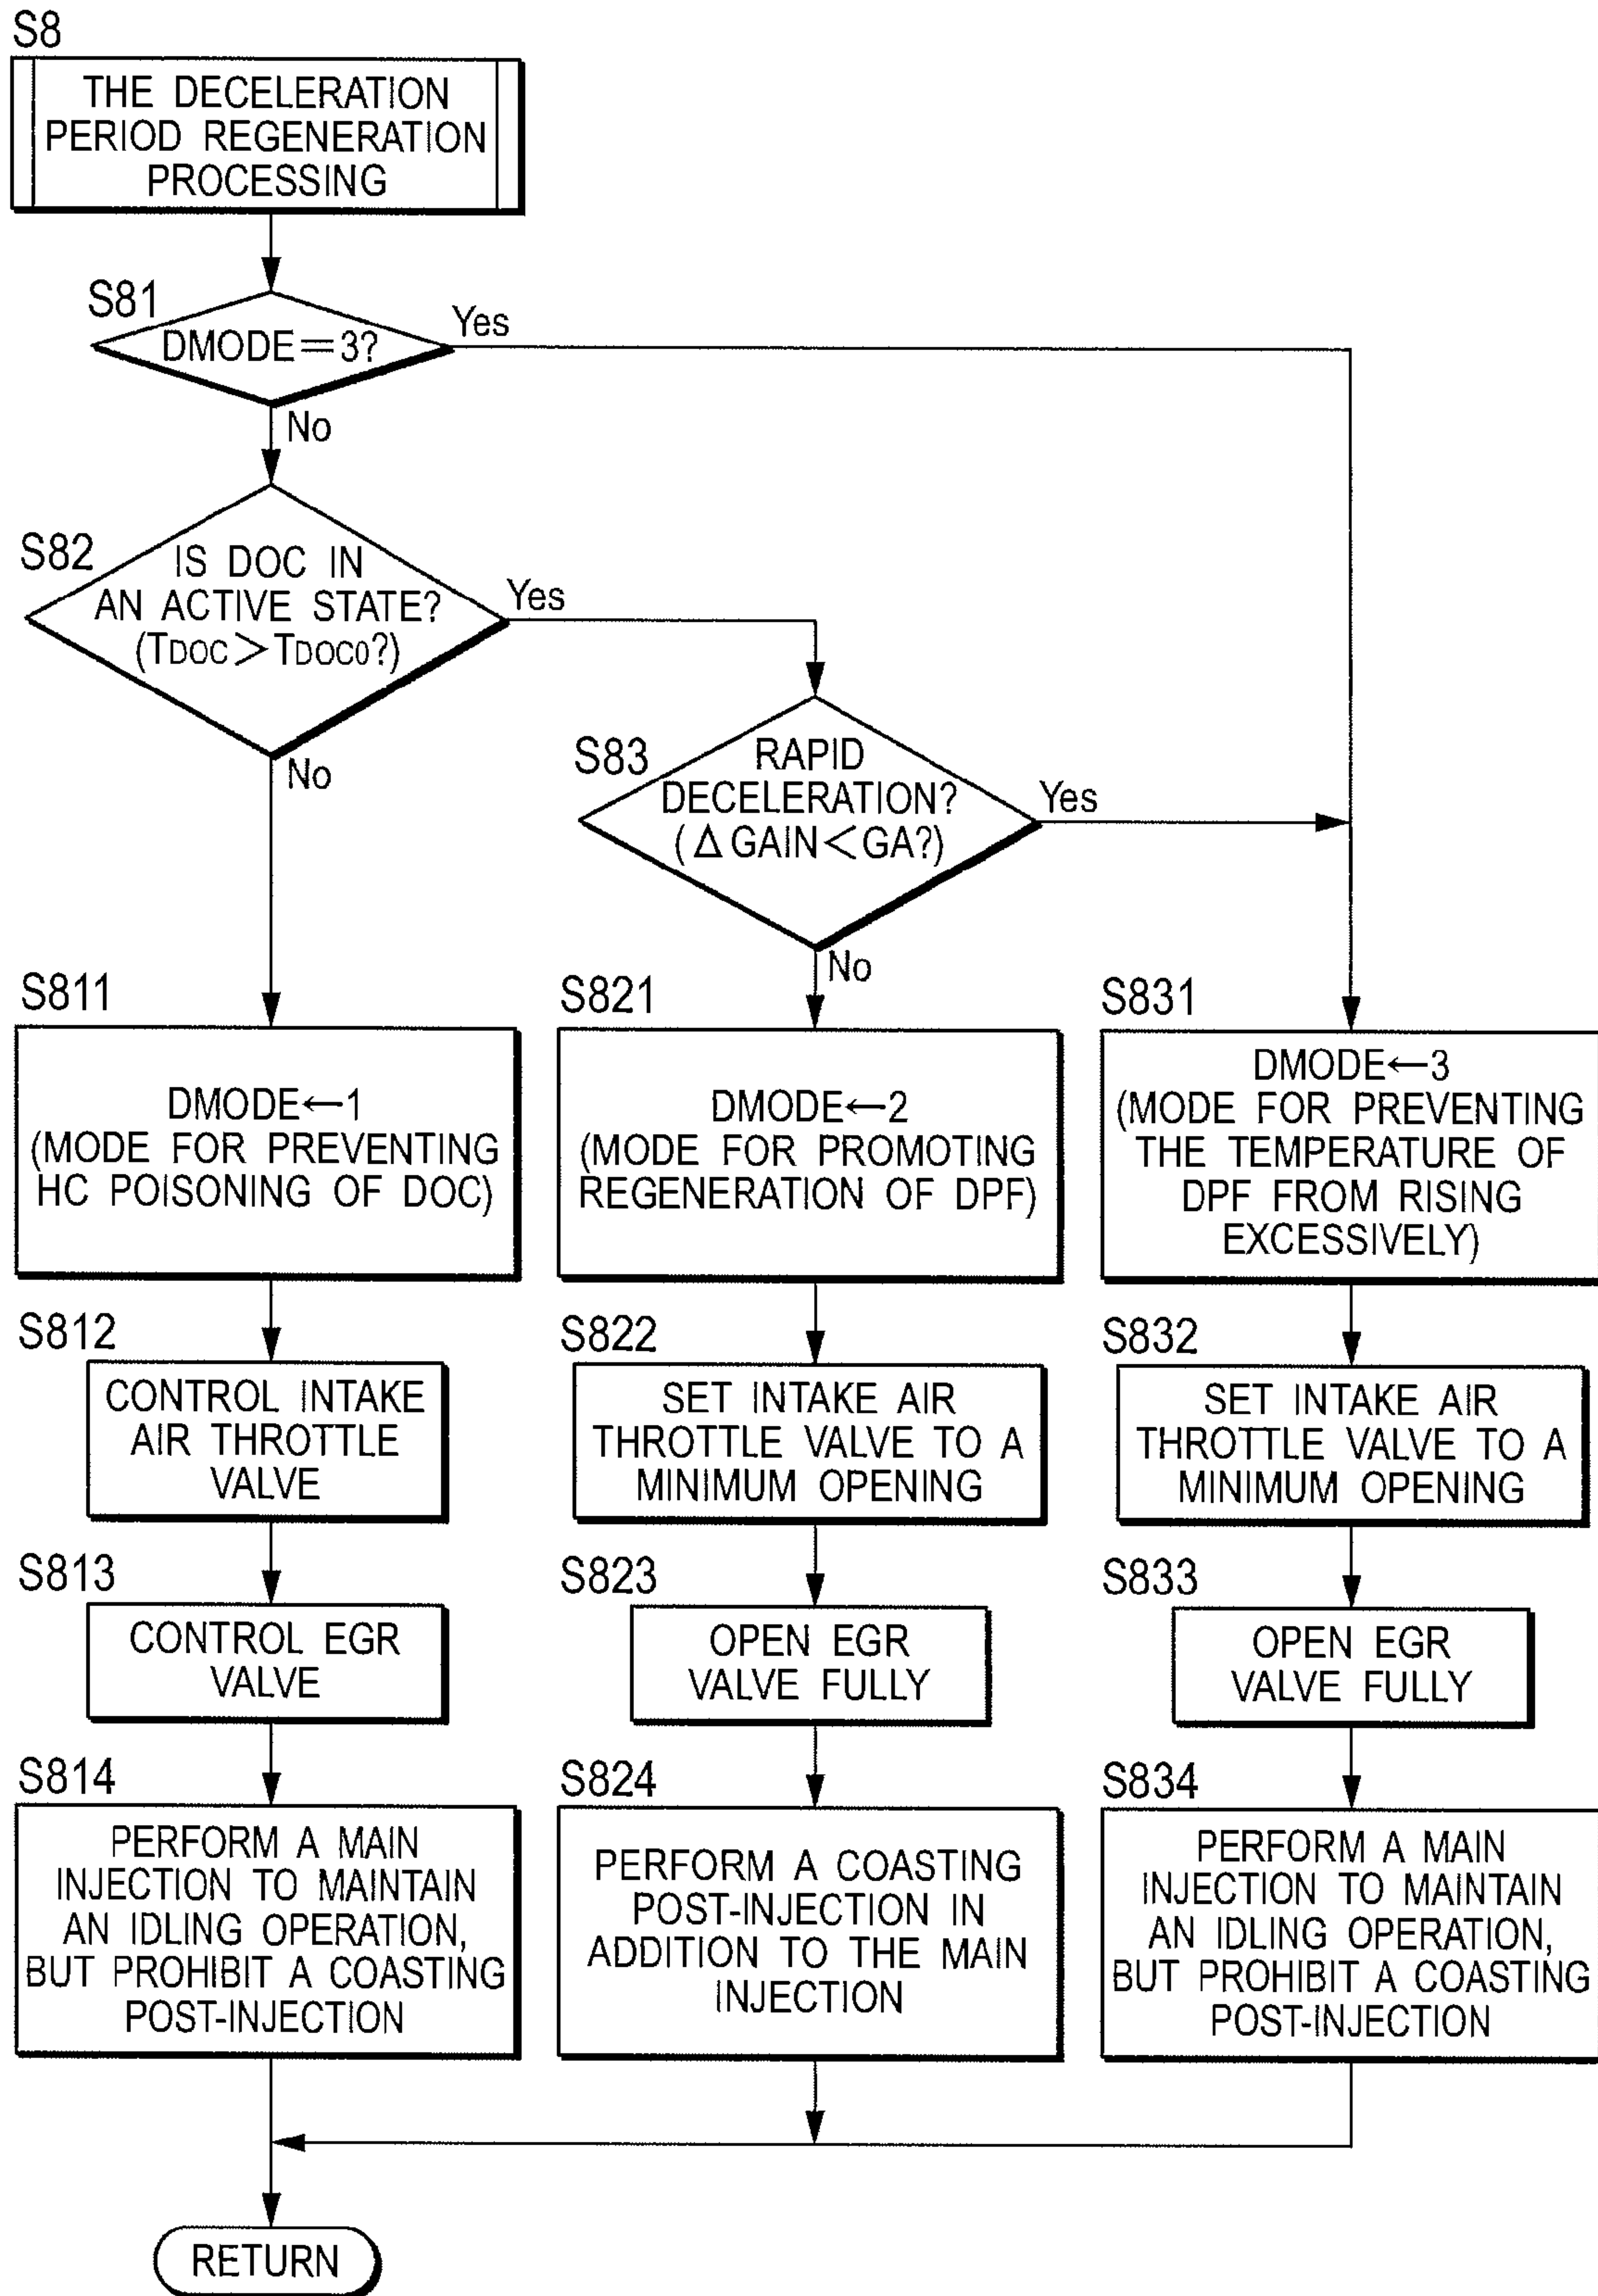 S8
THE DECELERATION
PERIOD REGENERATION
PROCESSING
S81
DMODE=3?
Yes
No
S82
IS DOC IN
AN ACTIVE STATE?
(TDOC>TDOC0?)
Yes
No
S83
RAPID
DECELERATION?
(ΔGAIN<GA?)
Yes
No
S811
DMODE←1
(MODE FOR PREVENTING
HC POISONING OF DOC)
S812
CONTROL INTAKE
AIR THROTTLE
VALVE
S813
CONTROL EGR
VALVE
S814
PERFORM A MAIN
INJECTION TO MAINTAIN
AN IDLING OPERATION,
BUT PROHIBIT A COASTING
POST-INJECTION
S821
DMODE←2
(MODE FOR PROMOTING
REGENERATION OF DPF)
S822
SET INTAKE AIR
THROTTLE VALVE TO A
MINIMUM OPENING
S823
OPEN EGR
VALVE FULLY
S824
PERFORM A COASTING
POST-INJECTION IN
ADDITION TO THE MAIN
INJECTION
S831
DMODE←3
(MODE FOR PREVENTING
THE TEMPERATURE OF
DPF FROM RISING
EXCESSIVELY)
S832
SET INTAKE AIR
THROTTLE VALVE TO A
MINIMUM OPENING
S833
OPEN EGR
VALVE FULLY
S834
PERFORM A MAIN
INJECTION TO MAINTAIN
AN IDLING OPERATION,
BUT PROHIBIT A COASTING
POST-INJECTION
RETURN